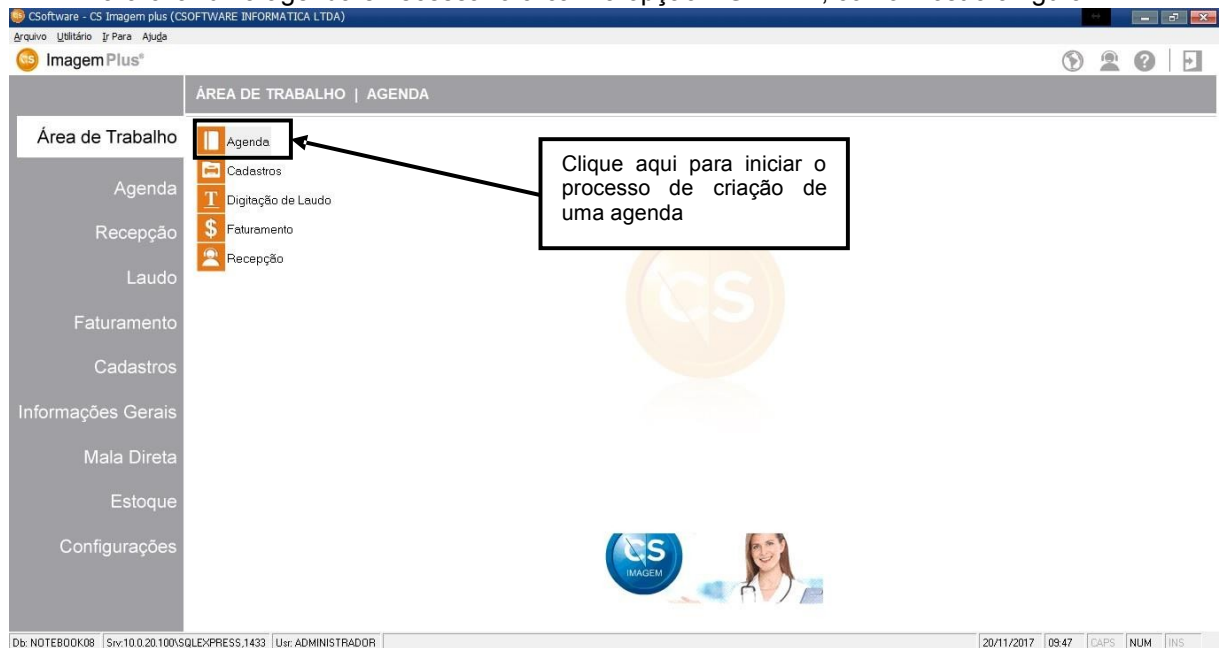 CSoftware - CS Imagem plus (CSOFTWARE INFORMATICA LTDA)
Arquivo Utilitário Ir Para Ajuda
CS Imagem Plus®
ÁREA DE TRABALHO | AGENDA
Área de Trabalho
Agenda
Recepção
Laudo
Faturamento
Cadastros
Informações Gerais
Mala Direta
Estoque
Configurações
Agenda
Cadastros
Digitação de Laudo
Faturamento
Recepção
Clique aqui para iniciar o
processo de criação de
uma agenda
CS
CS
IMAGEM
Db: NOTEBOOK08 Srv:10.0.20.100\SQLEXPRESS,1433 Usr: ADMINISTRADOR 20/11/2017 09:47 CAPS NUM INS